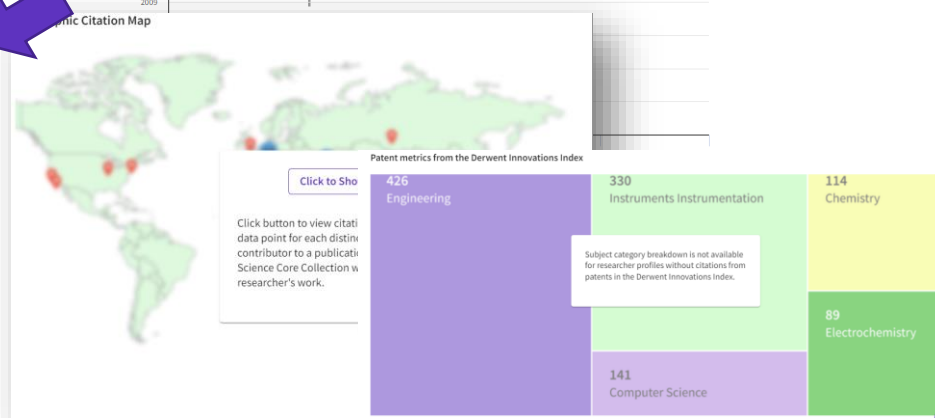 2009
phic Citation Map
Click to Sho
Click button to view citati
data point for each distin
contributor to a publicati
Science Core Collection w
researcher's work.
Patent metrics from the Derwent Innovations Index
426
Engineering
330
Instruments Instrumentation
114
Chemistry
Subject category breakdown is not available
for researcher profiles without citations from
patents in the Derwent Innovations Index.
89
Electrochemistry
141
Computer Science